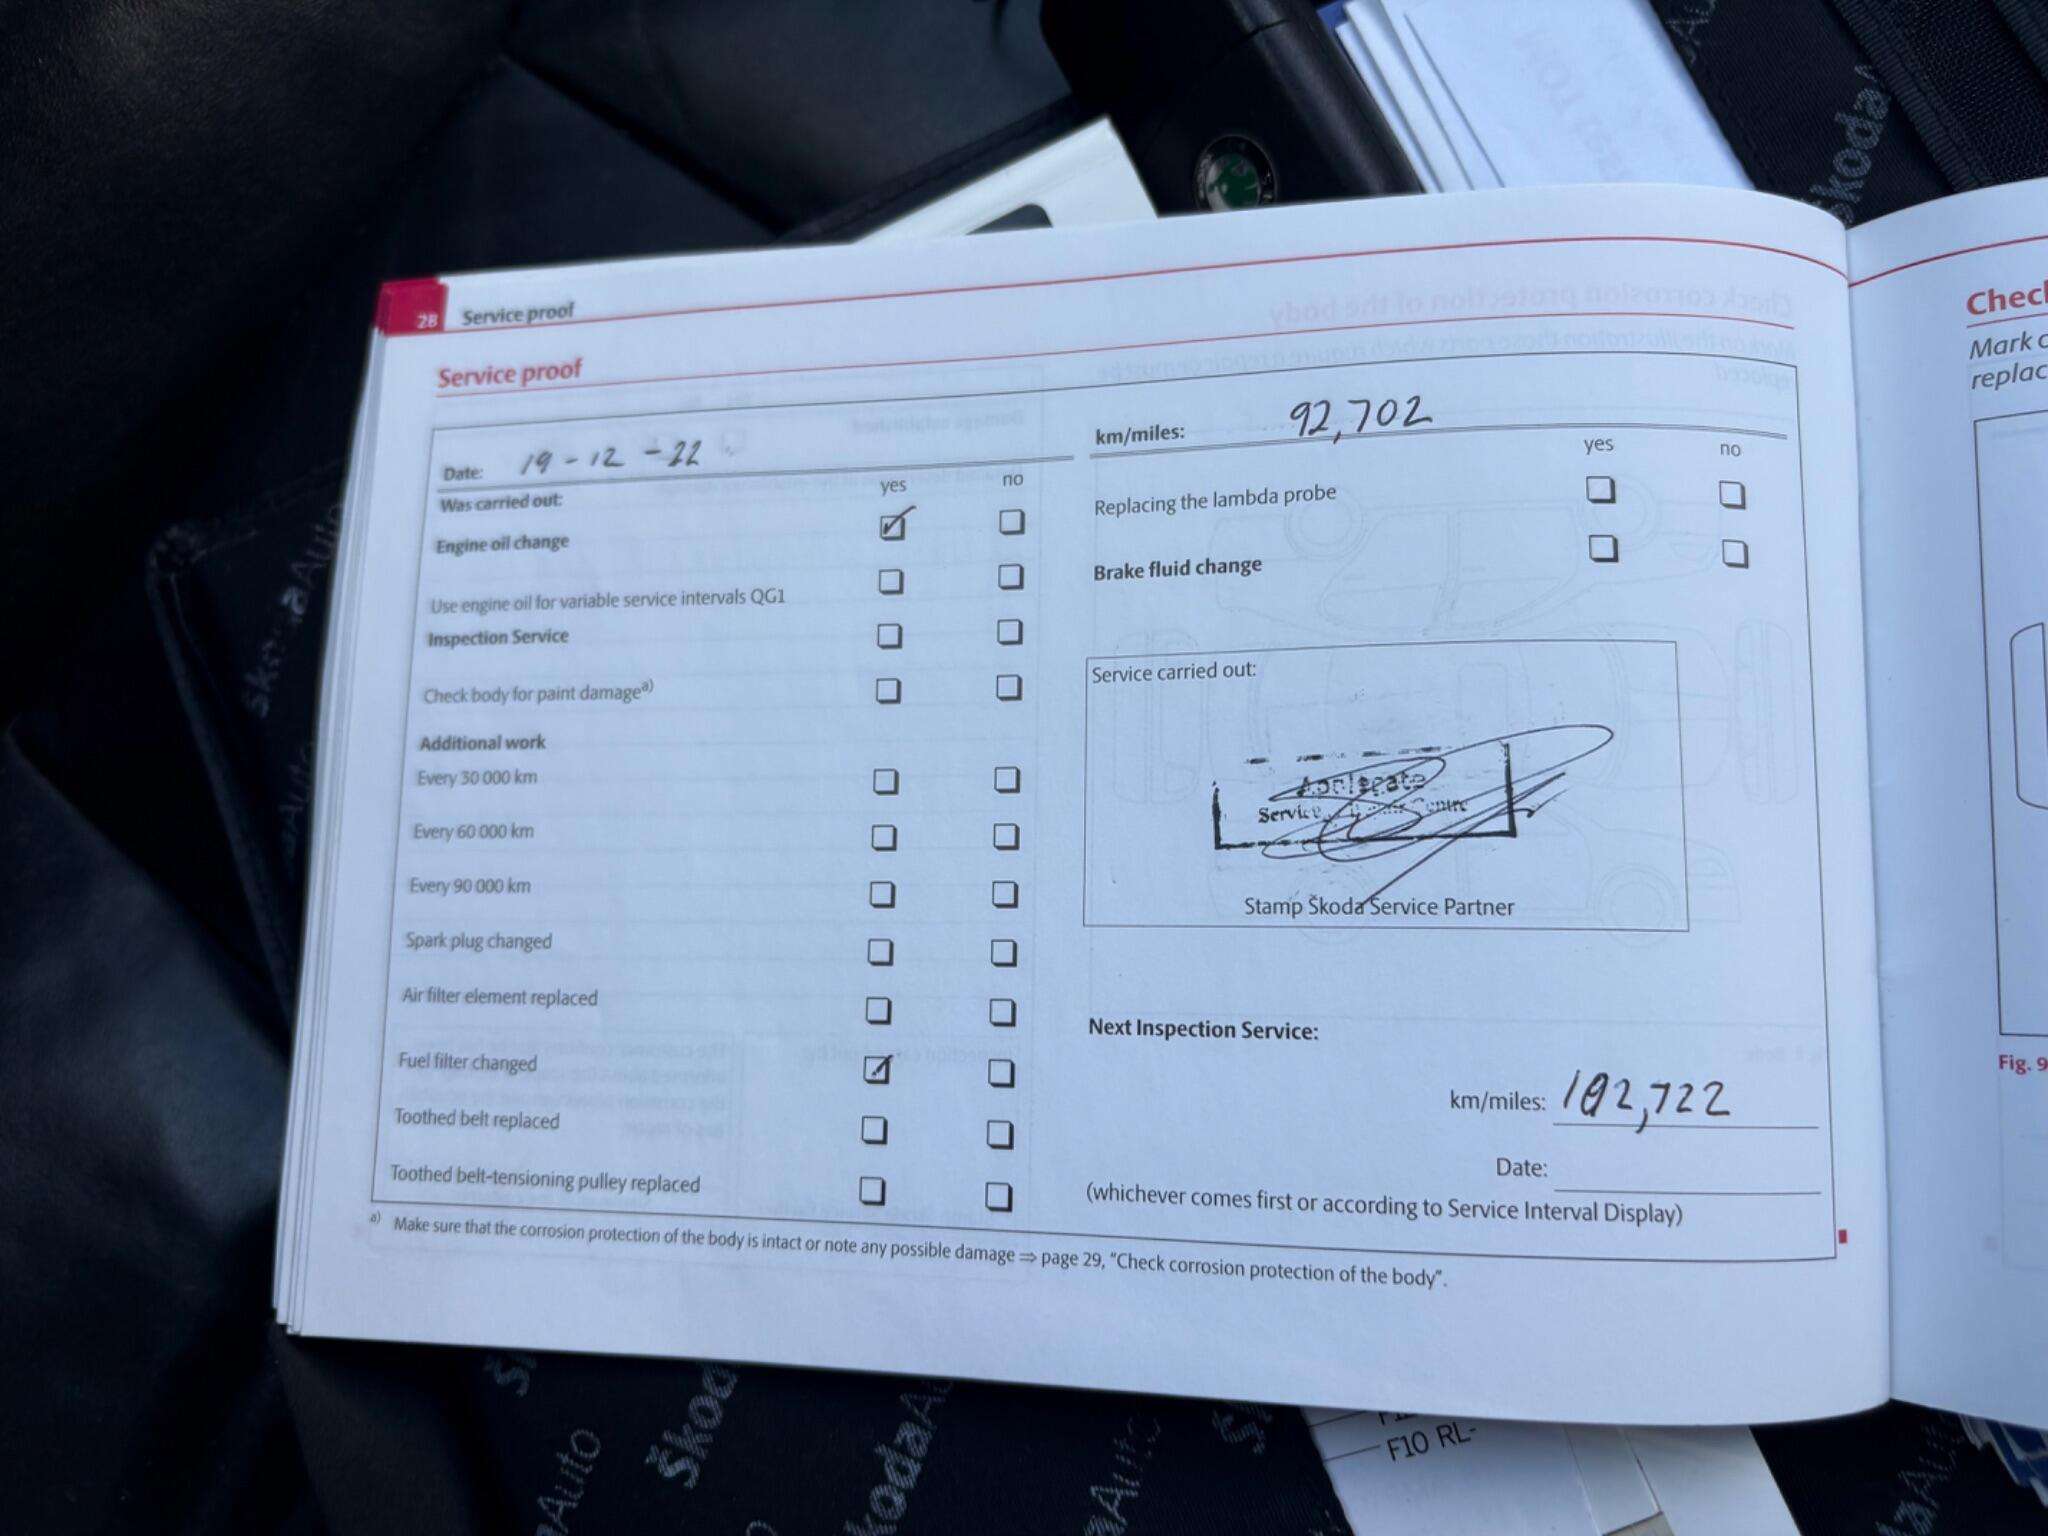 28 Service proof
Service proof
Date: 19-12-22
Was carried out:
yes no
Engine oil change
Use engine oil for variable service intervals QG1
Inspection Service
Check body for paint damage a)
Additional work
Every 30 000 km
Every 60 000 km
Every 90 000 km
Spark plug changed
Air filter element replaced
Fuel filter changed
Toothed belt replaced
Toothed belt-tensioning pulley replaced
km/miles: 92,702
yes no
Replacing the lambda probe
Brake fluid change
Service carried out:
Service Centre
Stamp Škoda Service Partner
Next Inspection Service:
km/miles: 102,722
Date:
(whichever comes first or according to Service Interval Display)
a) Make sure that the corrosion protection of the body is intact or note any possible damage ⇒ page 29, "Check corrosion protection of the body".
Mark
Fig. 9
F10 RL-
ŠkodaAuto